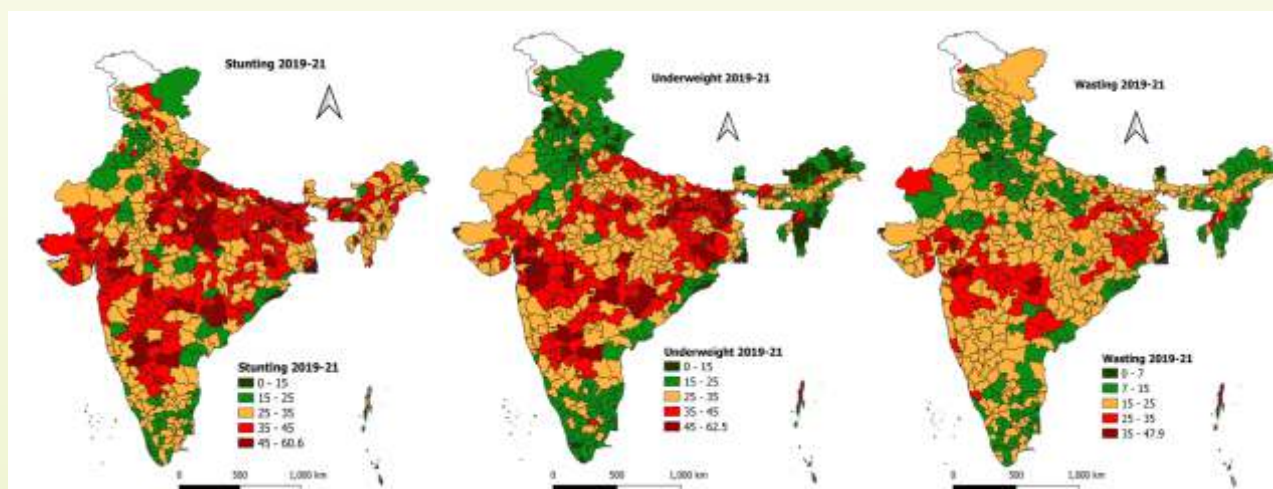 Stunting 2019-21
Underweight 2019-21
Wasting 2019-21
Stunting 2019-21
0 - 15
15 - 25
25 - 35
35 - 45
45 - 60.6
0 500 1,000 km
Underweight 2019-21
0 - 15
15 - 25
25 - 35
35 - 45
45 - 62.5
0 500 1,000 km
Wasting 2019-21
0 - 7
7 - 15
15 - 25
25 - 35
35 - 47.9
0 500 1,000 km